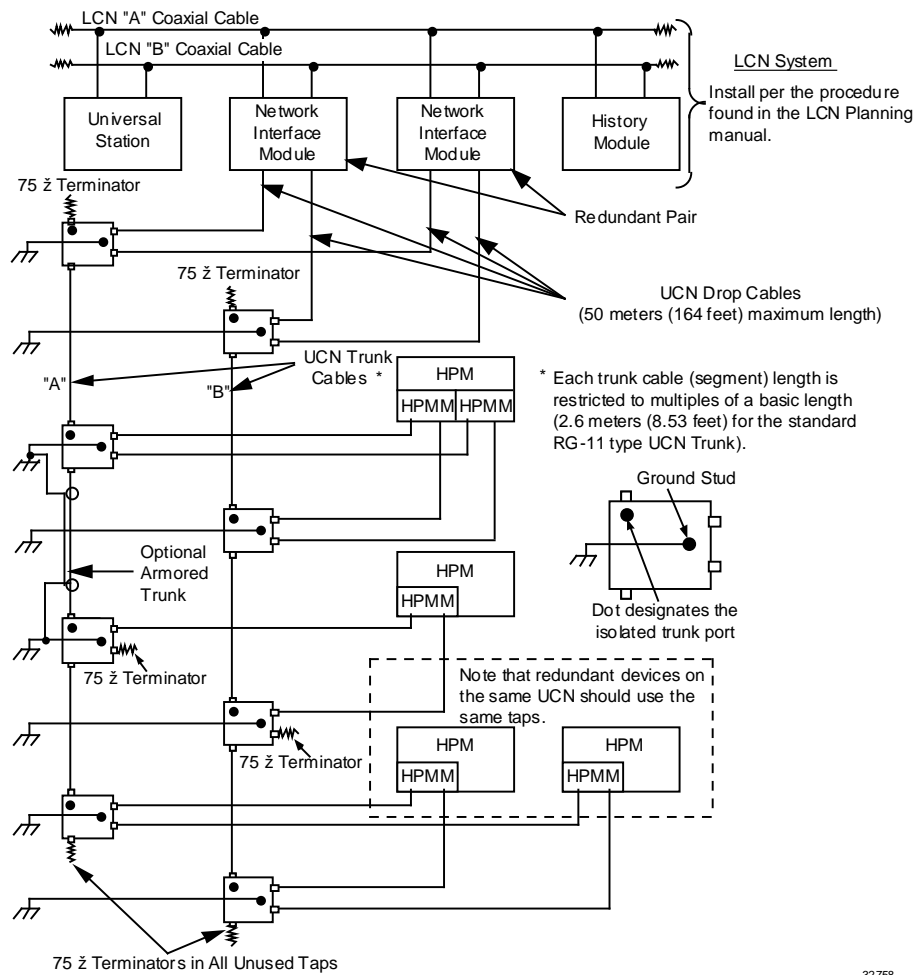 LCN "A" Coaxial Cable
LCN "B" Coaxial Cable
LCN System
Install per the procedure
found in the LCN Planning
manual.
Universal
Station
Network
Interface
Module
Network
Interface
Module
History
Module
75 ž Terminator
Redundant Pair
75 ž Terminator
UCN Drop Cables
(50 meters (164 feet) maximum length)
UCN Trunk
Cables *
"A"
"B"
HPM
HPMM
HPMM
* Each trunk cable (segment) length is
restricted to multiples of a basic length
(2.6 meters (8.53 feet) for the standard
RG-11 type UCN Trunk).
Ground Stud
Optional
Armored
Trunk
HPM
HPMM
Dot designates the
isolated trunk port
75 ž Terminator
Note that redundant devices on
the same UCN should use the
same taps.
75 ž Terminator
HPM
HPMM
HPM
HPMM
75 ž Terminators in All Unused Taps
32758